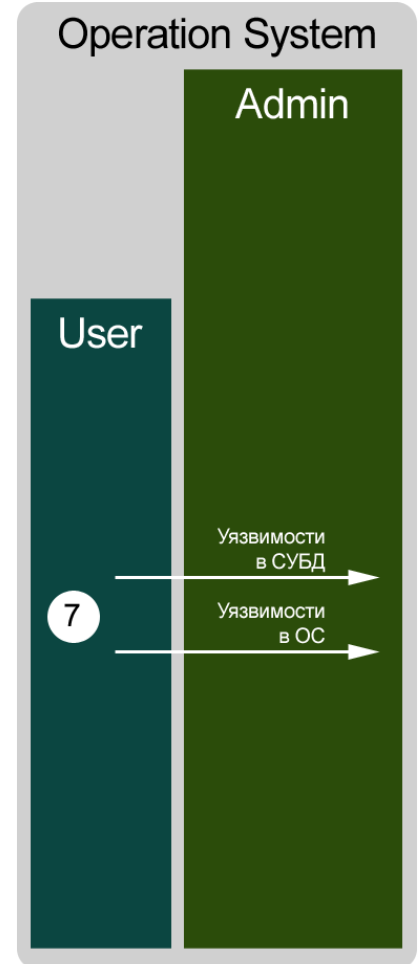 Operation System
Admin
User
Уязвимости
в СУБД
7
Уязвимости
в ОС